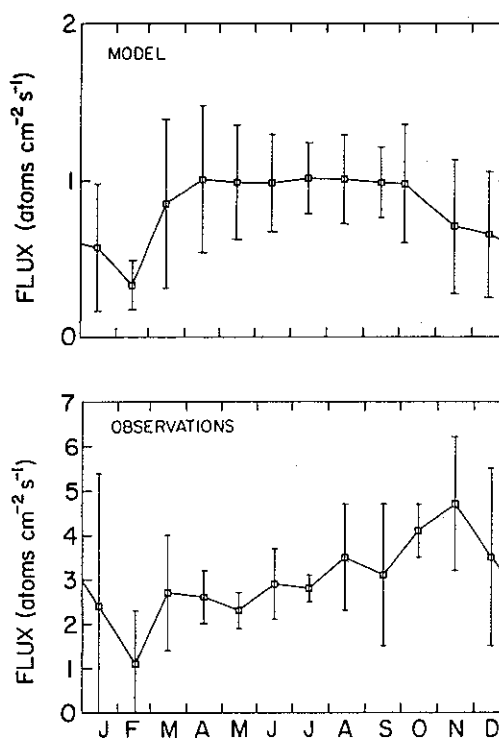 2
MODEL
1
0
FLUX (atoms cm⁻² s⁻¹)
7
OBSERVATIONS
6
5
4
3
2
1
0
FLUX (atoms cm⁻² s⁻¹)
J F M A M J J A S O N D